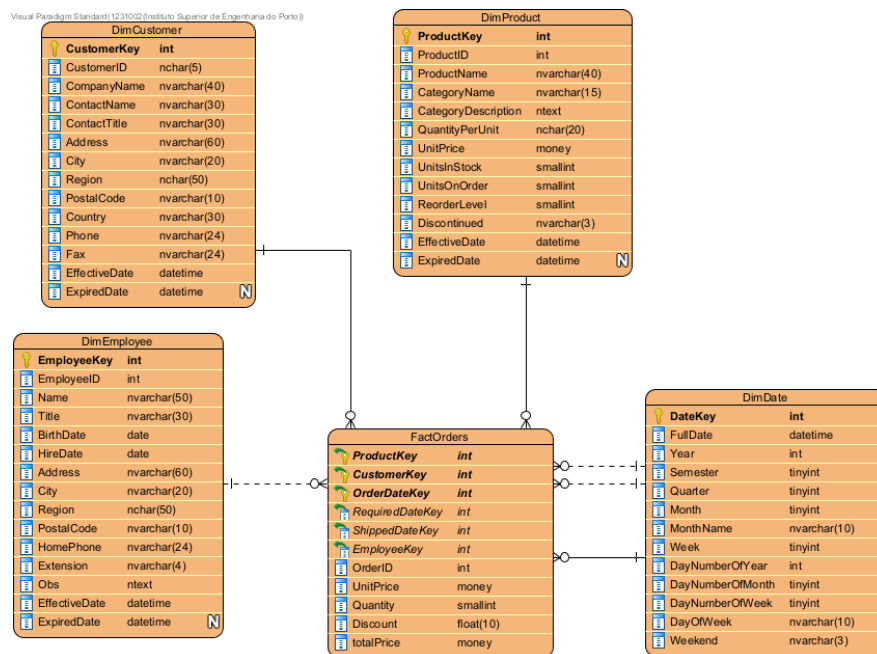 Visual Paradigm Standard(1231002(Instituto Superior de Engenharia do Porto))
DimCustomer
CustomerKey int
CustomerID nchar(5)
CompanyName nvarchar(40)
ContactName nvarchar(30)
ContactTitle nvarchar(30)
Address nvarchar(60)
City nvarchar(20)
Region nchar(50)
PostalCode nvarchar(10)
Country nvarchar(30)
Phone nvarchar(24)
Fax nvarchar(24)
EffectiveDate datetime
ExpiredDate datetime N
DimProduct
ProductKey int
ProductID int
ProductName nvarchar(40)
CategoryName nvarchar(15)
CategoryDescription ntext
QuantityPerUnit nchar(20)
UnitPrice money
UnitsInStock smallint
UnitsOnOrder smallint
ReorderLevel smallint
Discontinued nvarchar(3)
EffectiveDate datetime
ExpiredDate datetime N
DimEmployee
EmployeeKey int
EmployeeID int
Name nvarchar(50)
Title nvarchar(30)
BirthDate date
HireDate date
Address nvarchar(60)
City nvarchar(20)
Region nchar(50)
PostalCode nvarchar(10)
HomePhone nvarchar(24)
Extension nvarchar(4)
Obs ntext
EffectiveDate datetime
ExpiredDate datetime N
FactOrders
ProductKey int
CustomerKey int
OrderDateKey int
RequiredDateKey int
ShippedDateKey int
EmployeeKey int
OrderID int
UnitPrice money
Quantity smallint
Discount float(10)
totalPrice money
DimDate
DateKey int
FullDate datetime
Year int
Semester tinyint
Quarter tinyint
Month tinyint
MonthName nvarchar(10)
Week tinyint
DayNumberOfYear int
DayNumberOfMonth tinyint
DayNumberOfWeek tinyint
DayOfWeek nvarchar(10)
Weekend nvarchar(3)